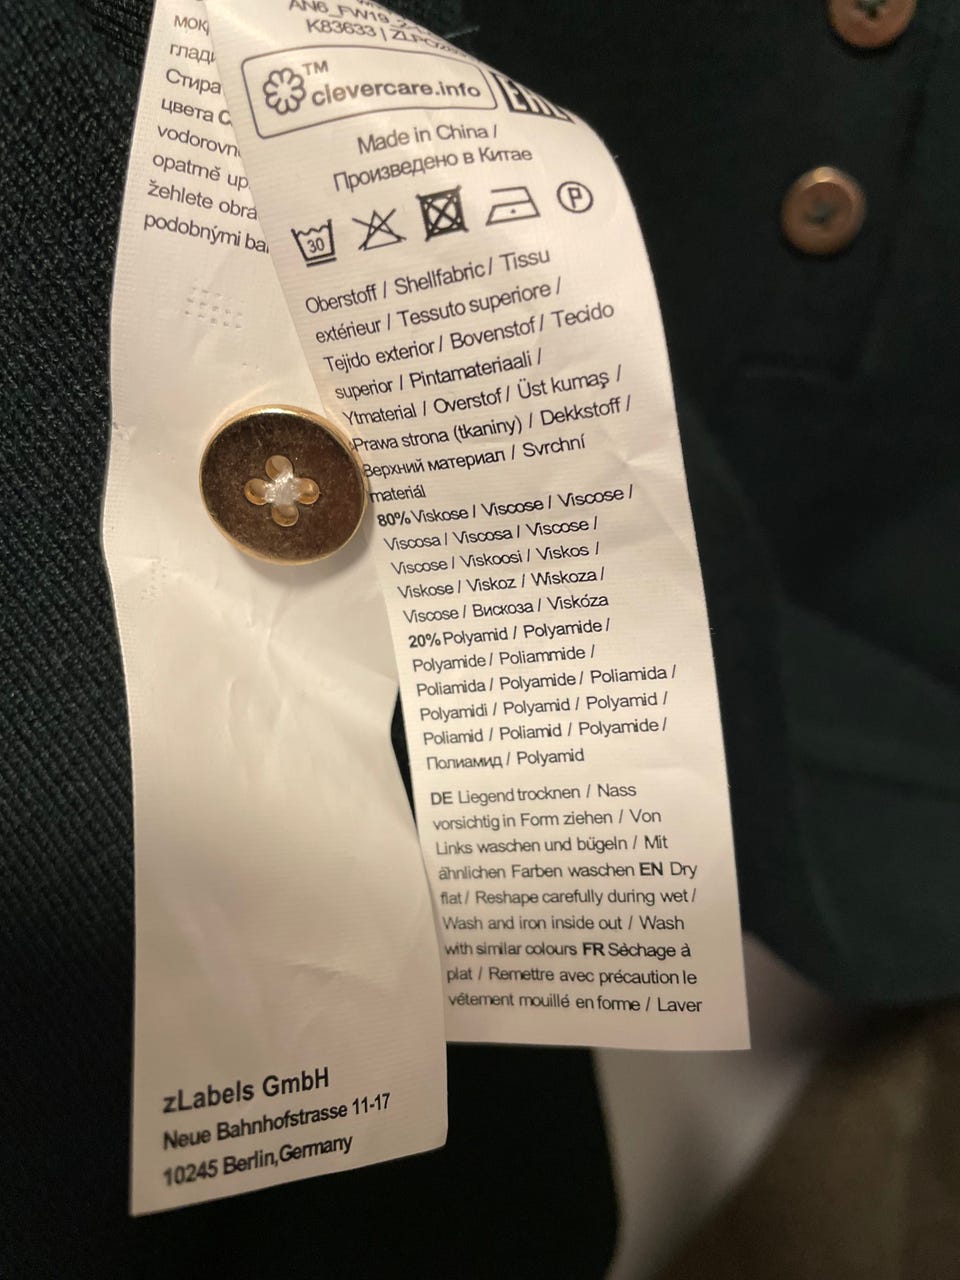 мок
глади
Стира
цвета С
vodorovn
opatrně up
žehlete obra
podobnými ba
zLabels GmbH
Neue Bahnhofstrasse 11-17
10245 Berlin,Germany
K83633 |
TM
clevercare.info
EAC
Made in China /
Произведено в Китае
30
P
Oberstoff / Shellfabric / Tissu
extérieur / Tessuto superiore /
Tejido exterior / Bovenstof / Tecido
superior / Pintamateriaali /
Ytmaterial / Overstof / Üst kumaş /
Prawa strona (tkaniny) / Dekkstoff /
Верхний материал / Svrchní
materiál
80% Viskose / Viscose / Viscose /
Viscosa / Viscosa / Viscose /
Viscose / Viskoosi / Viskos /
Viskose / Viskoz / Wiskoza /
Viscose / Вискоза / Viskóza
20% Polyamid / Polyamide /
Polyamide / Poliammide /
Poliamida / Polyamide / Poliamida /
Polyamidi / Polyamid / Polyamid /
Poliamid / Poliamid / Polyamide /
Полиамид / Polyamid
DE Liegend trocknen / Nass
vorsichtig in Form ziehen / Von
Links waschen und bügeln / Mit
ähnlichen Farben waschen EN Dry
flat / Reshape carefully during wet /
Wash and iron inside out / Wash
with similar colours FR Sèchage à
plat / Remettre avec précaution le
vêtement mouillé en forme / Laver